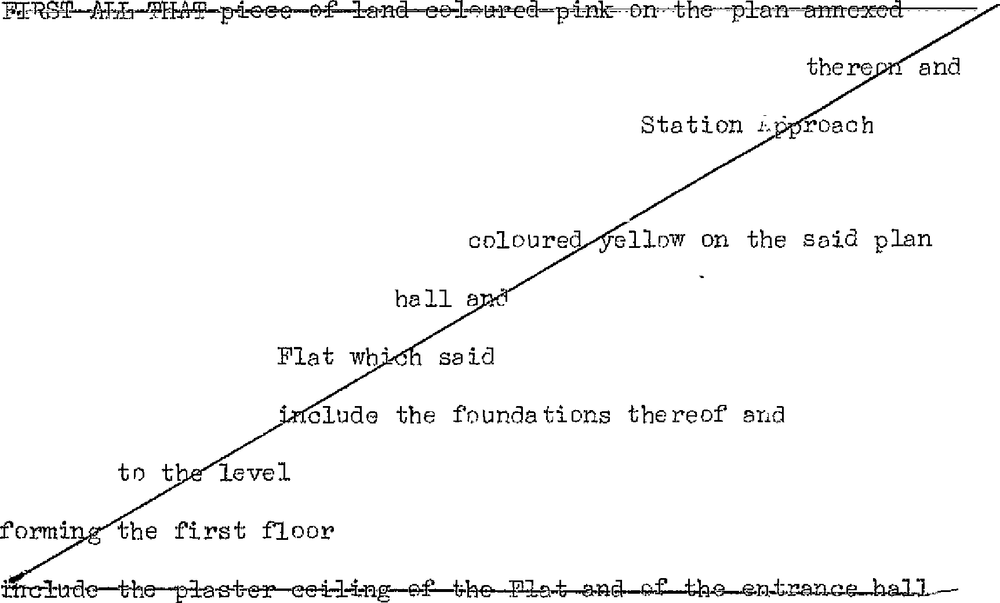 FIRST ALL THAT piece of land coloured pink on the plan annexed
thereon and
Station Approach
coloured yellow on the said plan
hall and
Flat which said
include the foundations thereof and
to the level
forming the first floor
include the plaster ceiling of the Flat and of the entrance hall